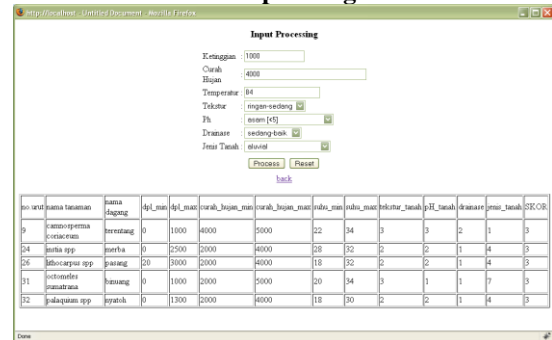 http://localhost - Untitled Document - Mozilla Firefox
Input Processing
Ketinggian : 1000
Curah Hujan : 4000
Temperatur : 84
Tekstur : ringan-sedang
Ph : asam [<5]
Drainase : sedang-baik
Jenis Tanah : aluvial
Process Reset
back
no urut nama tanaman nama dagang dpl_min dpl_max curah_hujan_min curah_hujan_max suhu_min suhu_max tekstur_tanah pH_tanah drainase jenis_tanah SKOR
9 camnosperma coriaceum terentang 0 1000 4000 5000 22 34 3 3 2 1 3
24 instia spp merba 0 2500 2000 4000 28 32 2 2 1 4 3
26 lithocarpus spp pasang 20 3000 2000 4000 18 32 2 2 1 4 3
31 octomeles sumatrana binuang 0 1000 2000 5000 20 34 3 1 1 7 3
32 palaquium spp nyatoh 0 1300 2000 4000 18 30 2 2 1 4 3
Done